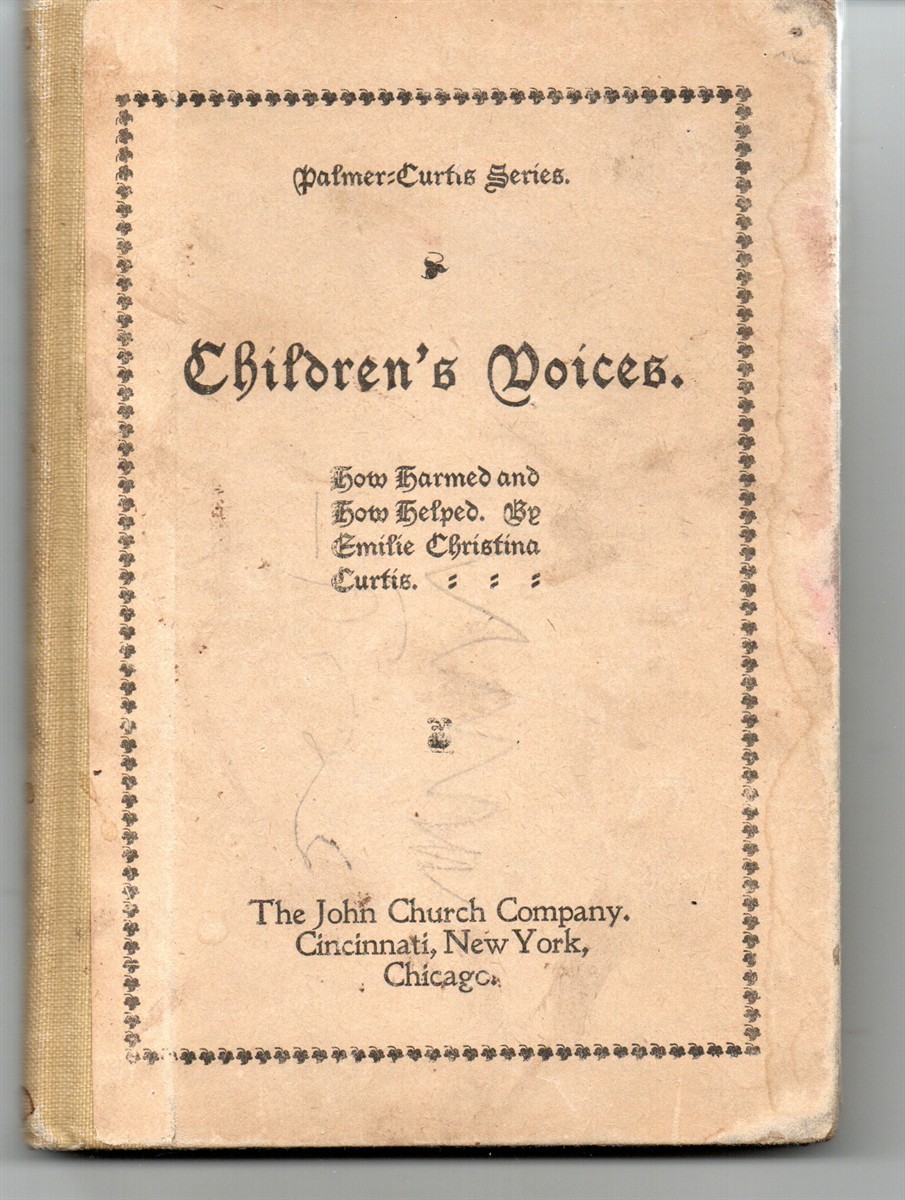 Palmer=Curtis Series.
Children's Voices.
How Harmed and
How Helped. By
Emilie Christina
Curtis.
The John Church Company.
Cincinnati, New York,
Chicago.